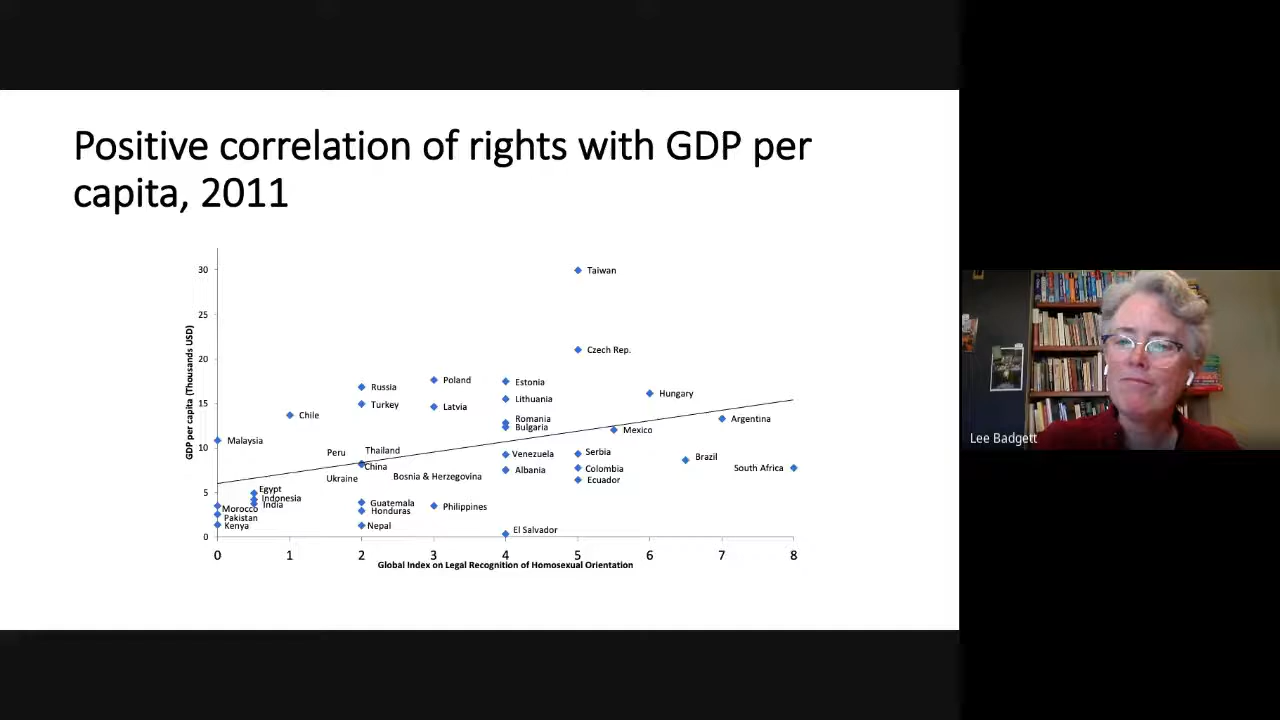 Positive correlation of rights with GDP per
capita, 2011
GDP per capita (Thousands USD)
30
25
20
15
10
5
0
Taiwan
Czech Rep.
Poland
Estonia
Russia
Hungary
Lithuania
Turkey
Latvia
Chile
Romania
Argentina
Bulgaria
Mexico
Malaysia
Peru
Thailand
Serbia
Venezuela
Brazil
China
South Africa
Colombia
Albania
Ukraine
Bosnia & Herzegovina
Ecuador
Egypt
Indonesia
India
Guatemala
Philippines
Morocco
Honduras
Pakistan
Kenya
Nepal
El Salvador
0 1 2 3 4 5 6 7 8
Global Index on Legal Recognition of Homosexual Orientation
Lee Badgett